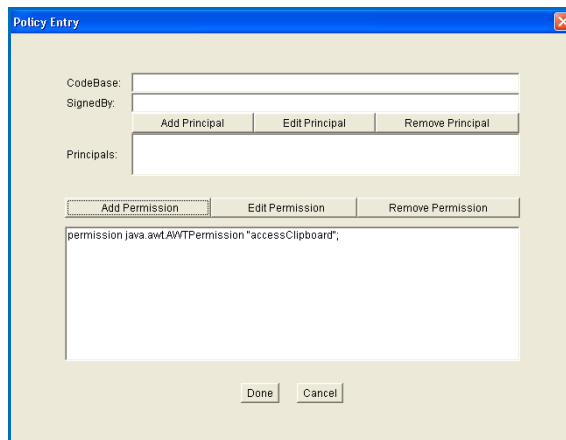 Policy Entry
CodeBase:
SignedBy:
Add Principal Edit Principal Remove Principal
Principals:
Add Permission Edit Permission Remove Permission
permission java.awt.AWTPermission "accessClipboard";
Done Cancel